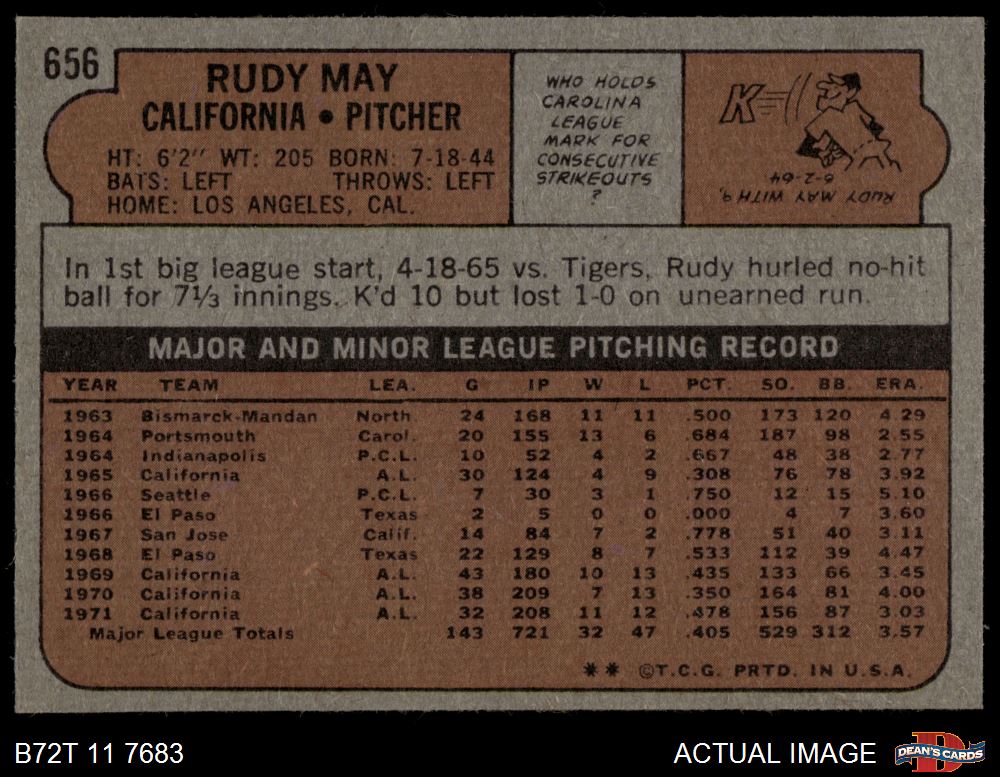 656
RUDY MAY
CALIFORNIA • PITCHER
HT: 6'2" WT: 205 BORN: 7-18-44
BATS: LEFT THROWS: LEFT
HOME: LOS ANGELES, CAL.
WHO HOLDS
CAROLINA
LEAGUE
MARK FOR
CONSECUTIVE
STRIKEOUTS
?
K
RUDY MAY WITH 9,
6-2-64
In 1st big league start, 4-18-65 vs. Tigers, Rudy hurled no-hit
ball for 7⅓ innings. K'd 10 but lost 1-0 on unearned run.
MAJOR AND MINOR LEAGUE PITCHING RECORD
YEAR TEAM LEA. G IP W L PCT. SO. BB. ERA.
1963 Bismarck-Mandan North. 24 168 11 11 .500 173 120 4.29
1964 Portsmouth Carol. 20 155 13 6 .684 187 98 2.55
1964 Indianapolis P.C.L. 10 52 4 2 .667 48 38 2.77
1965 California A.L. 30 124 4 9 .308 76 78 3.92
1966 Seattle P.C.L. 7 30 3 1 .750 12 15 5.10
1966 El Paso Texas 2 5 0 0 .000 4 7 3.60
1967 San Jose Calif. 14 84 7 2 .778 51 40 3.11
1968 El Paso Texas 22 129 8 7 .533 112 39 4.47
1969 California A.L. 43 180 10 13 .435 133 66 3.45
1970 California A.L. 38 209 7 13 .350 164 81 4.00
1971 California A.L. 32 208 11 12 .478 156 87 3.03
Major League Totals 143 721 32 47 .405 529 312 3.57
** ©T.C.G. PRTD. IN U.S.A.
B72T 11 7683
ACTUAL IMAGE
D
DEAN'S CARDS